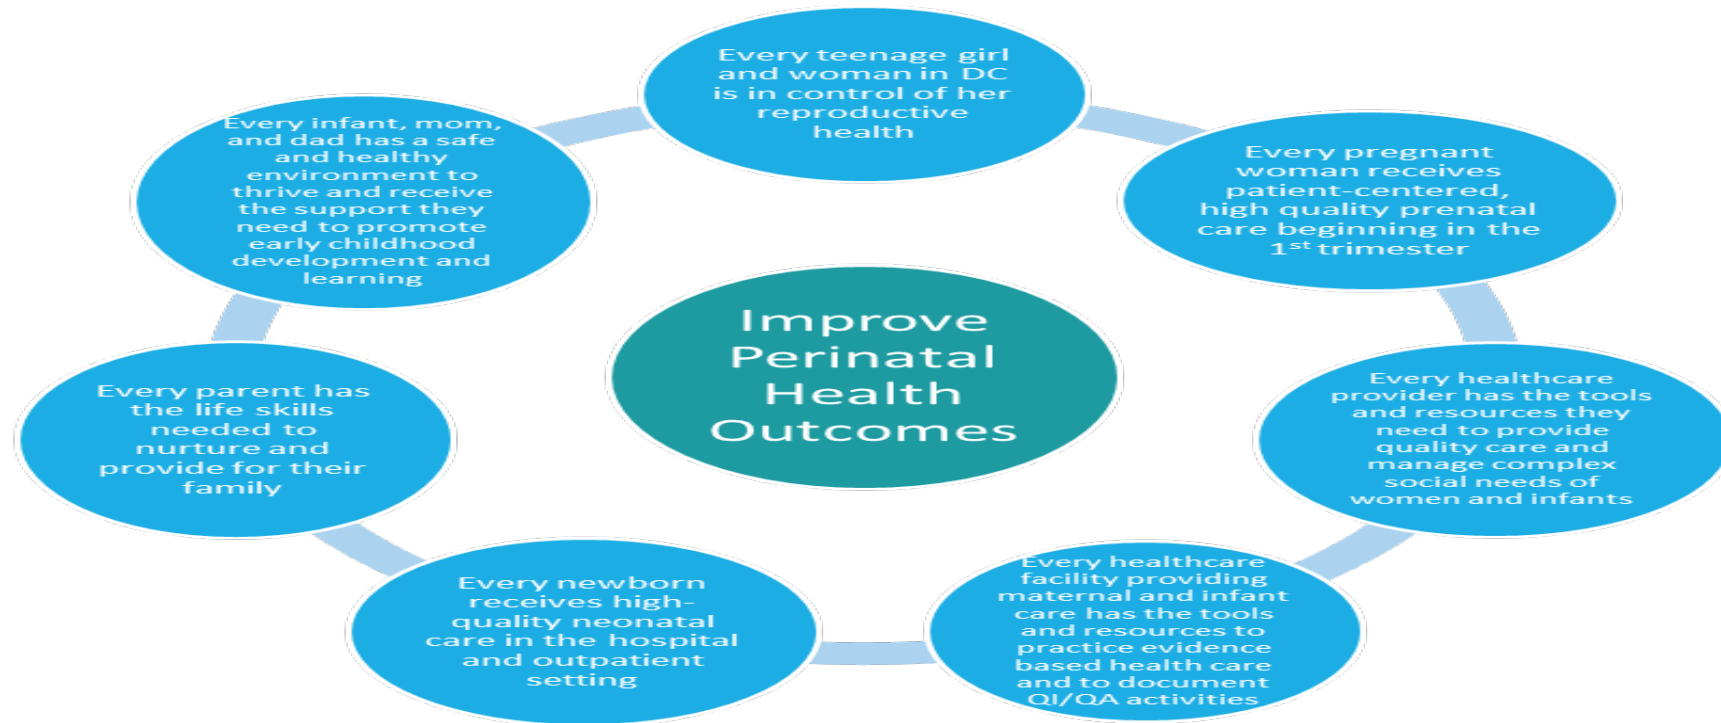 Every teenage girl
and woman in DC
is in control of her
reproductive
health
Every pregnant
woman receives
patient-centered,
high quality prenatal
care beginning in the
1st trimester
Every healthcare
provider has the tools
and resources they
need to provide
quality care and
manage complex
social needs of
women and infants
Every healthcare
facility providing
maternal and infant
care has the tools
and resources to
practice evidence
based health care
and to document
QI/QA activities
Every newborn
receives high-
quality neonatal
care in the hospital
and outpatient
setting
Every parent has
the life skills
needed to
nurture and
provide for their
family
Every infant, mom,
and dad has a safe
and healthy
environment to
thrive and receive
the support they
need to promote
early childhood
development and
learning
Improve
Perinatal
Health
Outcomes